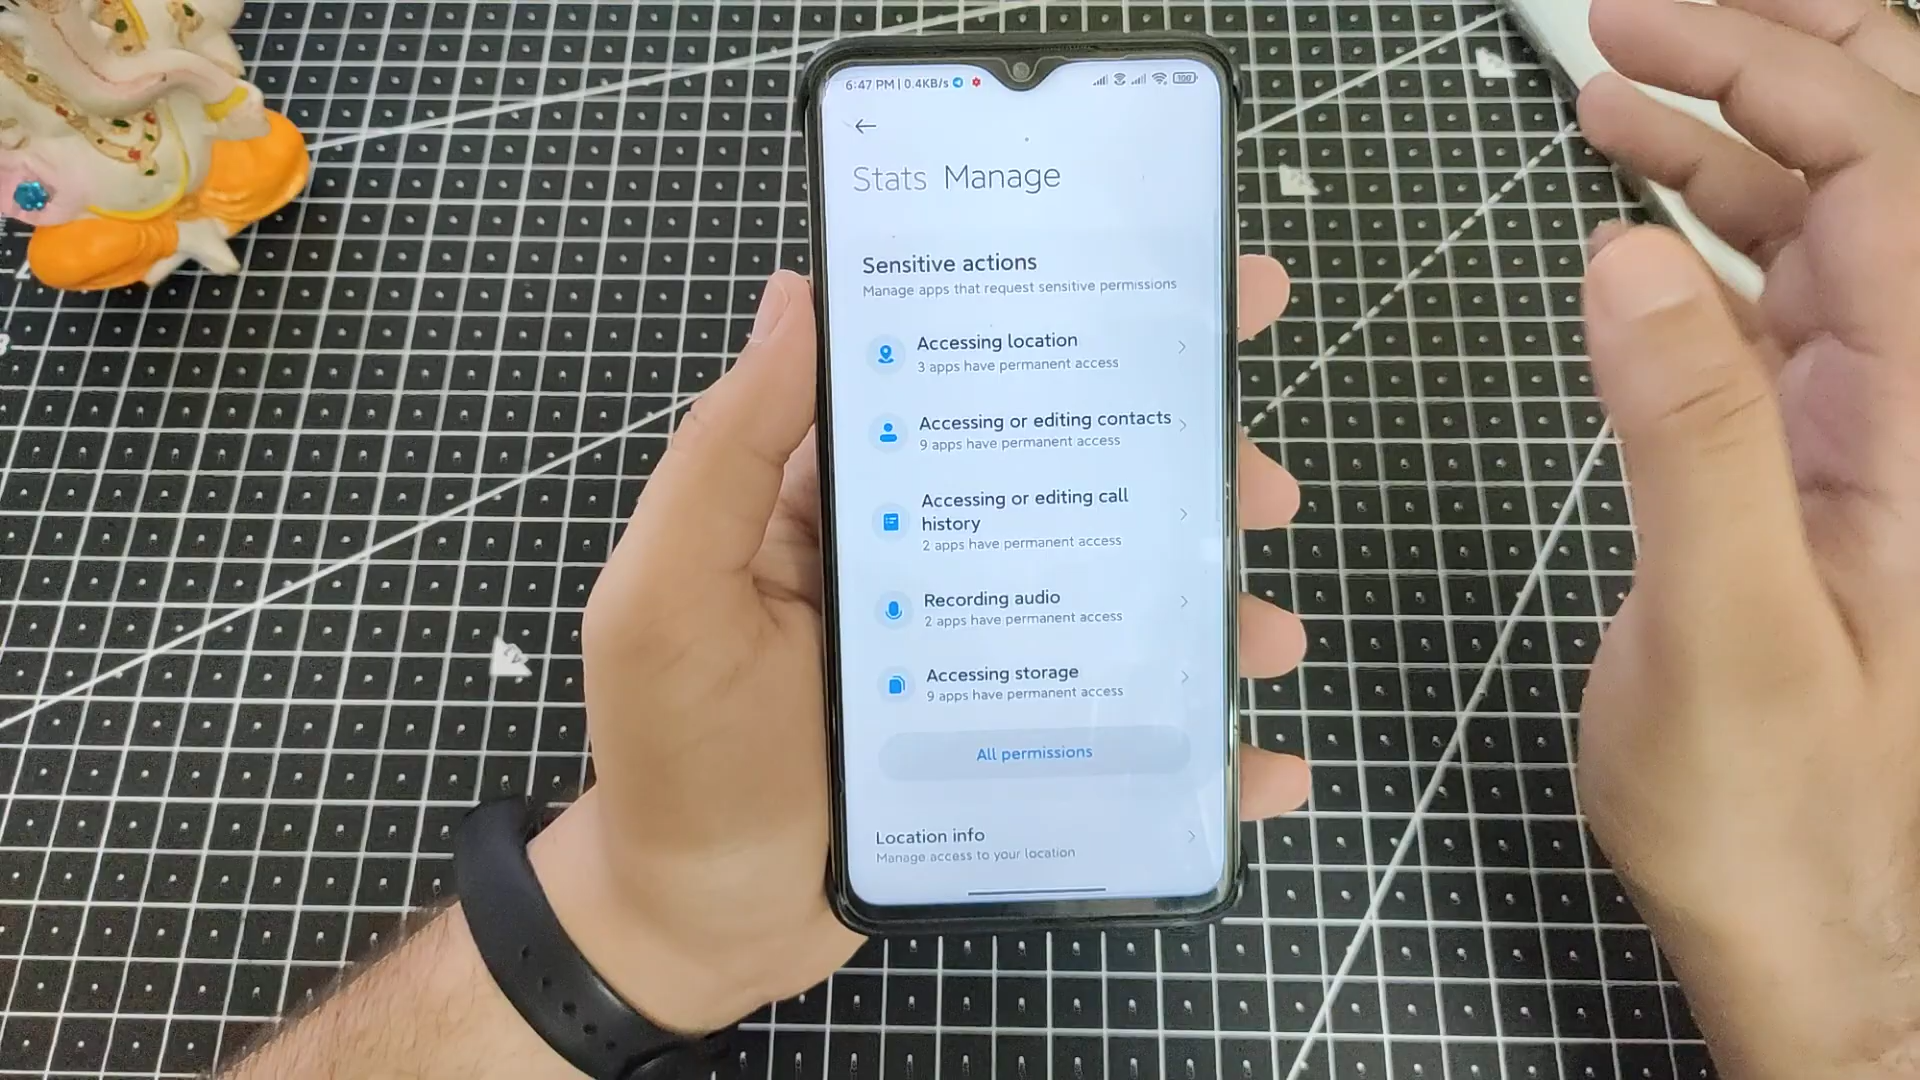 6:47 PM | 0.4KB/s
100
Stats Manage
Sensitive actions
Manage apps that request sensitive permissions
Accessing location
3 apps have permanent access
Accessing or editing contacts
9 apps have permanent access
Accessing or editing call
history
2 apps have permanent access
Recording audio
2 apps have permanent access
Accessing storage
9 apps have permanent access
All permissions
Location info
Manage access to your location